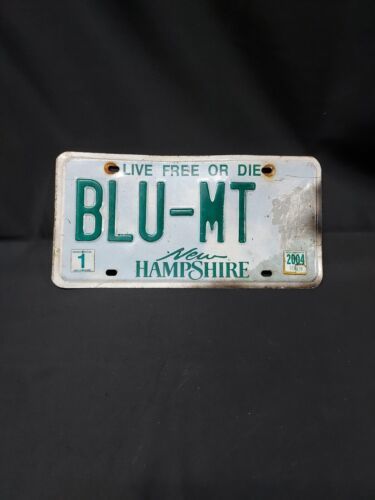 LIVE FREE OR DIE
BLU-MT
1
New
2004
HAMPSHIRE